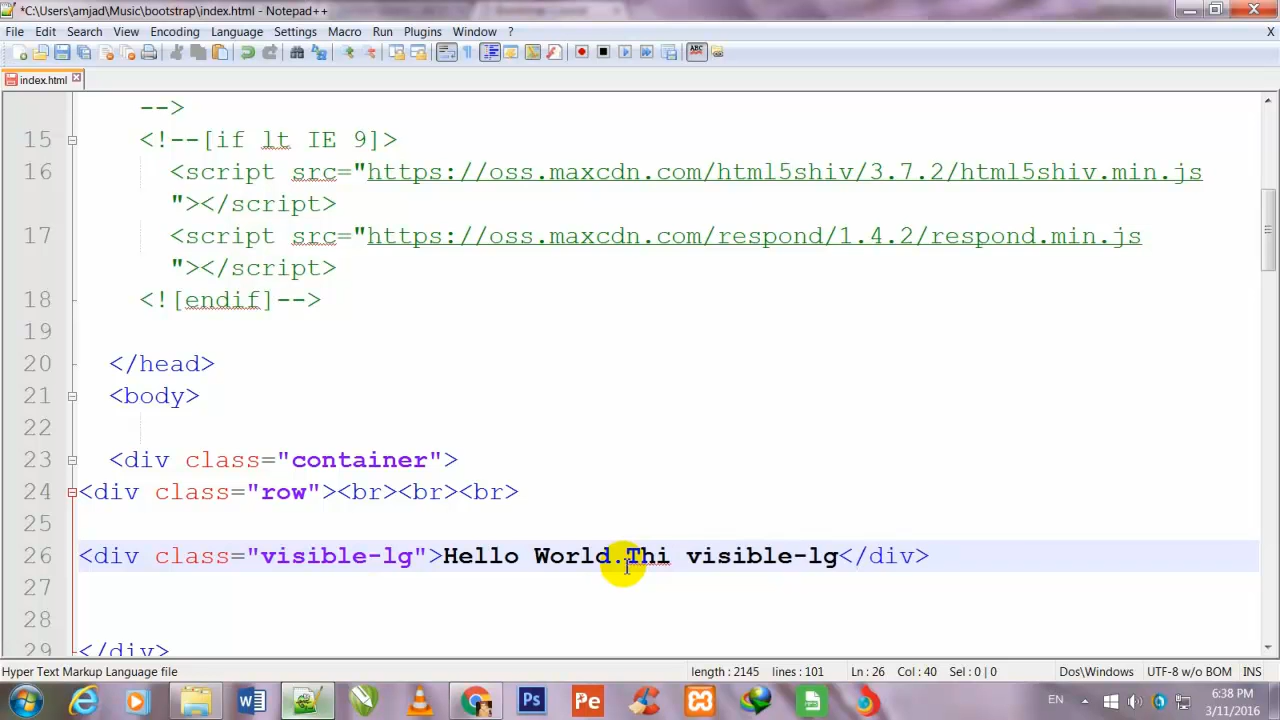 *C:\Users\amjad\Music\bootstrap\index.html - Notepad++
File Edit Search View Encoding Language Settings Macro Run Plugins Window ? X
index.html
-->
15 <!--[if lt IE 9]>
16 <script src="https://oss.maxcdn.com/html5shiv/3.7.2/html5shiv.min.js
"></script>
17 <script src="https://oss.maxcdn.com/respond/1.4.2/respond.min.js
"></script>
18 <![endif]-->
19
20 </head>
21 <body>
22
23 <div class="container">
24 <div class="row"><br><br><br>
25
26 <div class="visible-lg">Hello World.Thi visible-lg</div>
27
28
29 </div>
Hyper Text Markup Language file length : 2145 lines : 101 Ln : 26 Col : 40 Sel : 0 | 0 Dos\Windows UTF-8 w/o BOM INS
W Ps Pe EN 6:38 PM
3/11/2016